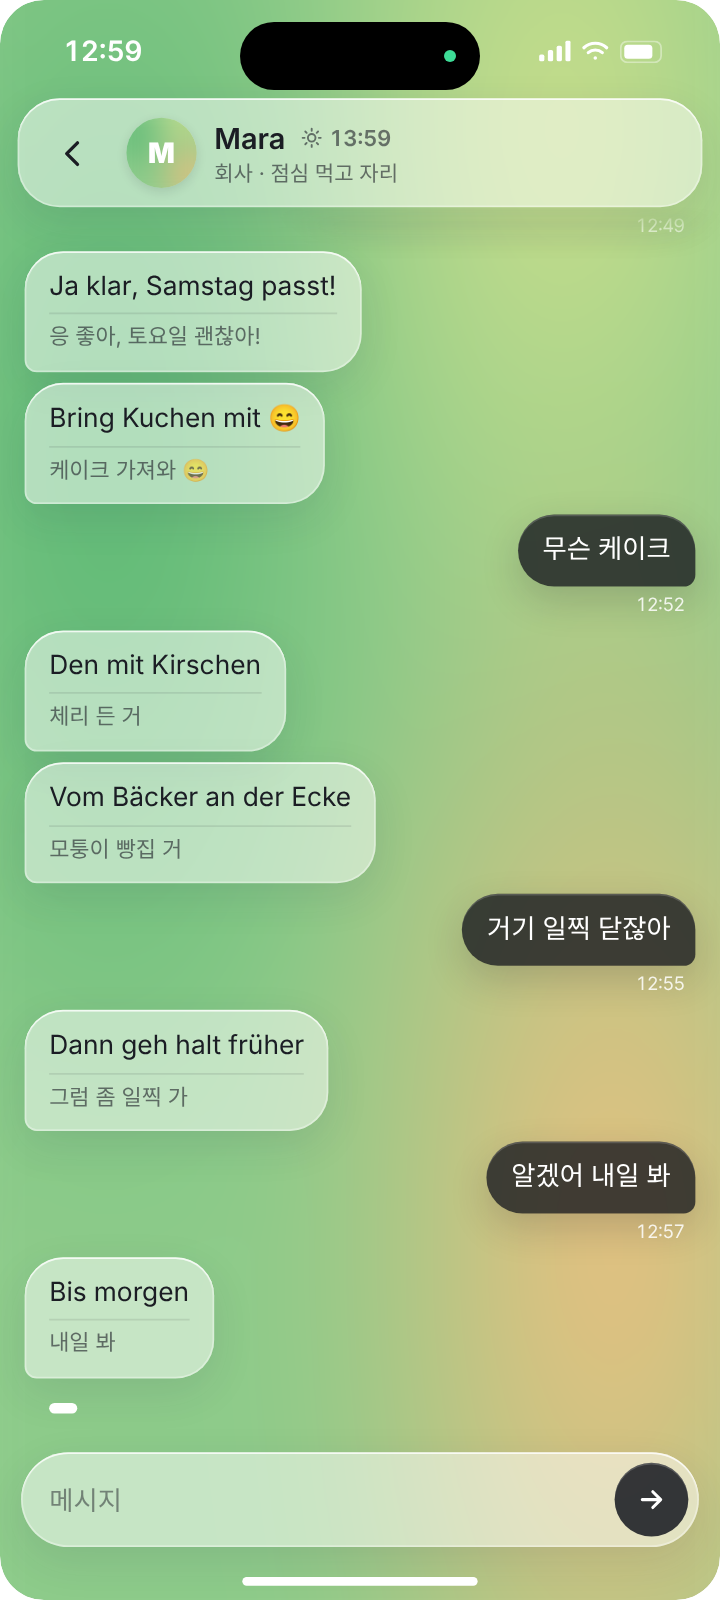 12:59
M
Mara 13:59
회사 · 점심 먹고 자리
12:49
Ja klar, Samstag passt!
응 좋아, 토요일 괜찮아!
Bring Kuchen mit 😄
케이크 가져와 😄
무슨 케이크
12:52
Den mit Kirschen
체리 든 거
Vom Bäcker an der Ecke
모퉁이 빵집 거
거기 일찍 닫잖아
12:55
Dann geh halt früher
그럼 좀 일찍 가
알겠어 내일 봐
12:57
Bis morgen
내일 봐
메시지